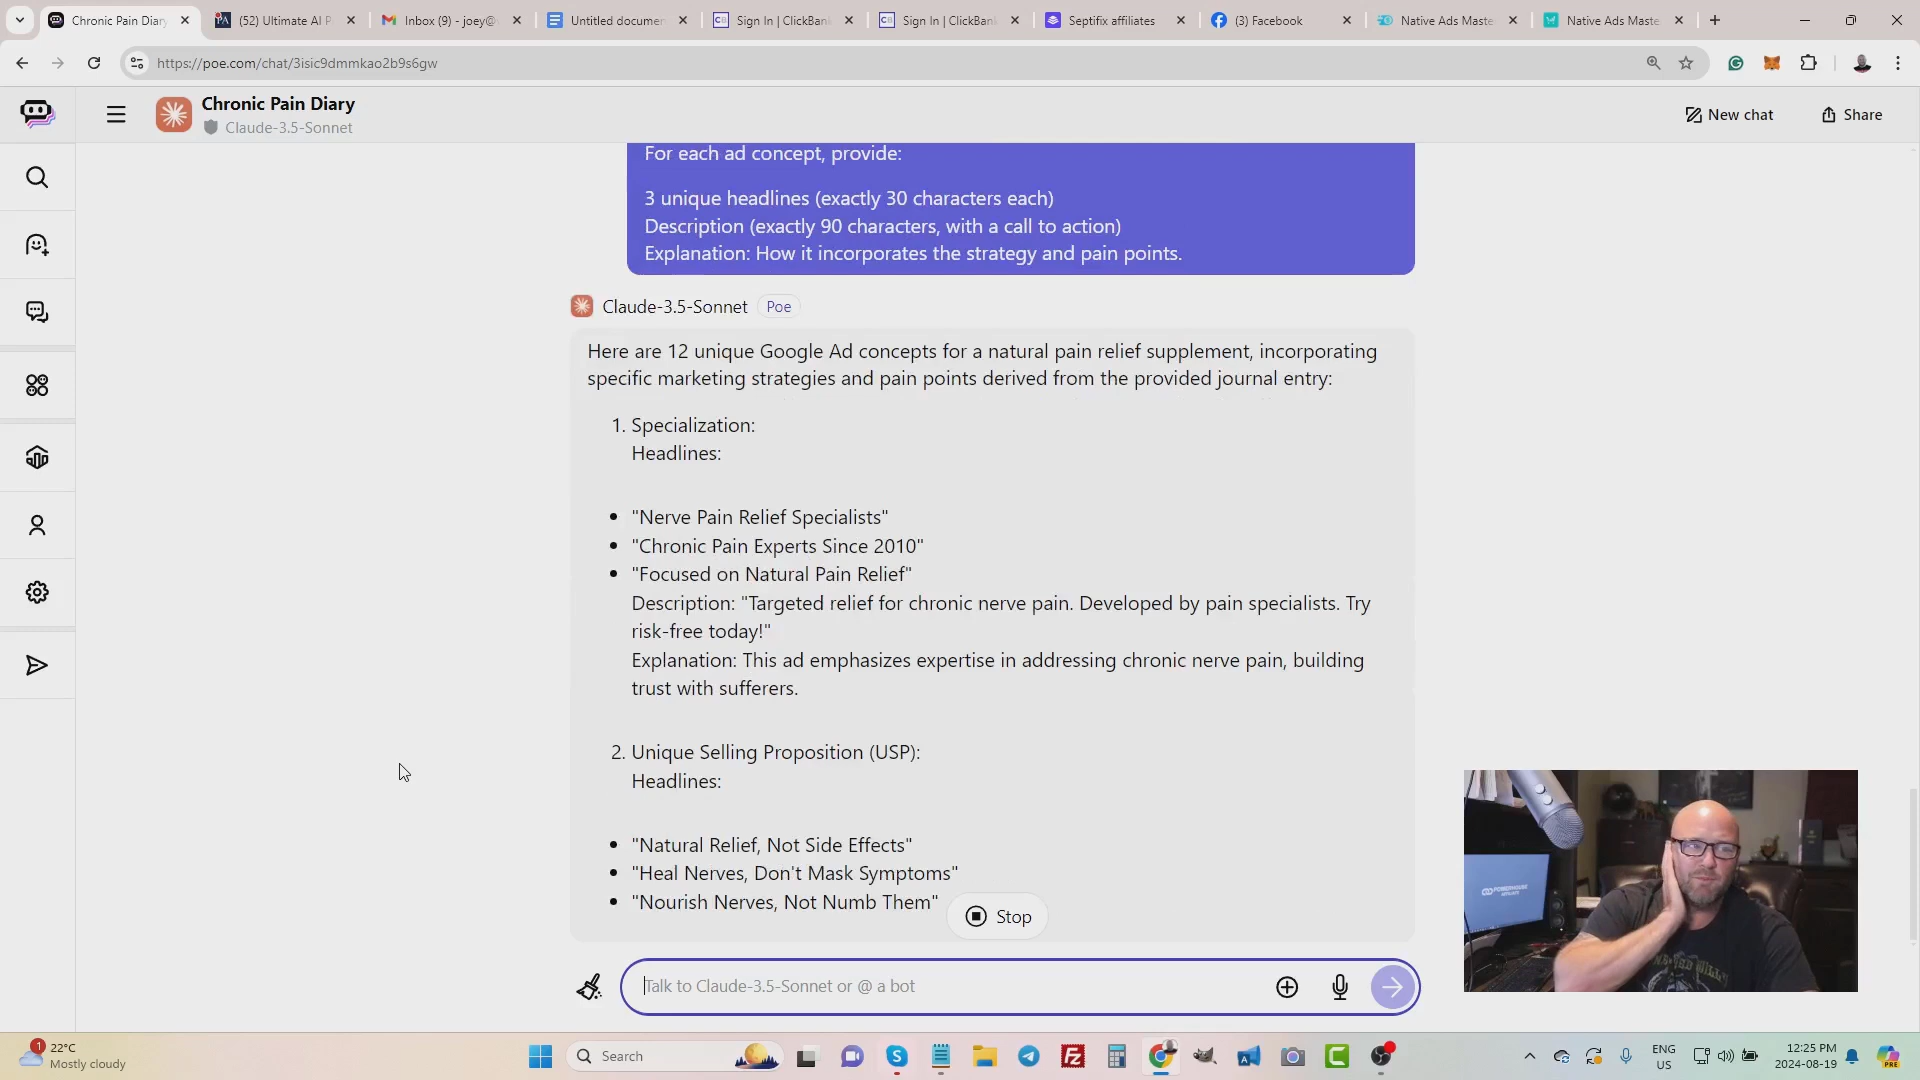 Chronic Pain Diary
(52) Ultimate AI P
Inbox (9) - joey@
Untitled documen
Sign In | ClickBank
Sign In | ClickBank
Septifix affiliates
(3) Facebook
Native Ads Maste
Native Ads Maste
https://poe.com/chat/3isic9dmmkao2b9s6gw
Chronic Pain Diary
Claude-3.5-Sonnet
New chat
Share
For each ad concept, provide:
3 unique headlines (exactly 30 characters each)
Description (exactly 90 characters, with a call to action)
Explanation: How it incorporates the strategy and pain points.
Claude-3.5-Sonnet Poe
Here are 12 unique Google Ad concepts for a natural pain relief supplement, incorporating
specific marketing strategies and pain points derived from the provided journal entry:
1. Specialization:
Headlines:
• "Nerve Pain Relief Specialists"
• "Chronic Pain Experts Since 2010"
• "Focused on Natural Pain Relief"
Description: "Targeted relief for chronic nerve pain. Developed by pain specialists. Try
risk-free today!"
Explanation: This ad emphasizes expertise in addressing chronic nerve pain, building
trust with sufferers.
2. Unique Selling Proposition (USP):
Headlines:
• "Natural Relief, Not Side Effects"
• "Heal Nerves, Don't Mask Symptoms"
• "Nourish Nerves, Not Numb Them"
Stop
Talk to Claude-3.5-Sonnet or @ a bot
POWERHOUSE
1
22°C
Mostly cloudy
Search
ENG
US
12:25 PM
2024-08-19
PRE